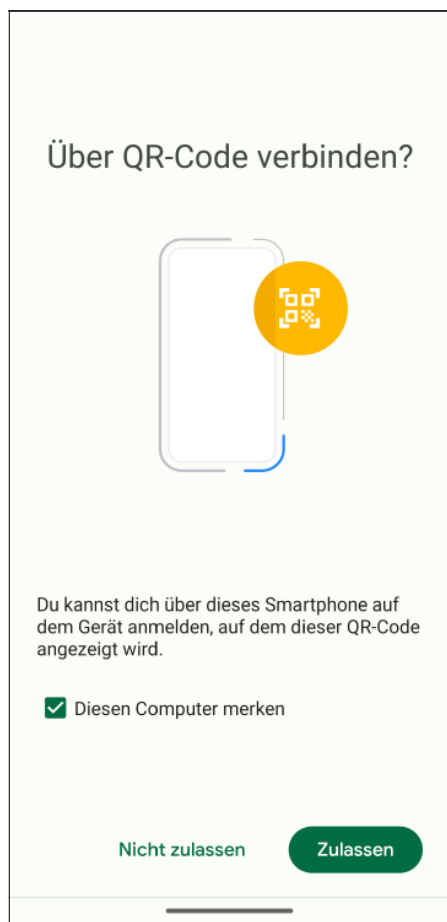 Über QR-Code verbinden?
Du kannst dich über dieses Smartphone auf
dem Gerät anmelden, auf dem dieser QR-Code
angezeigt wird.
Diesen Computer merken
Nicht zulassen
Zulassen